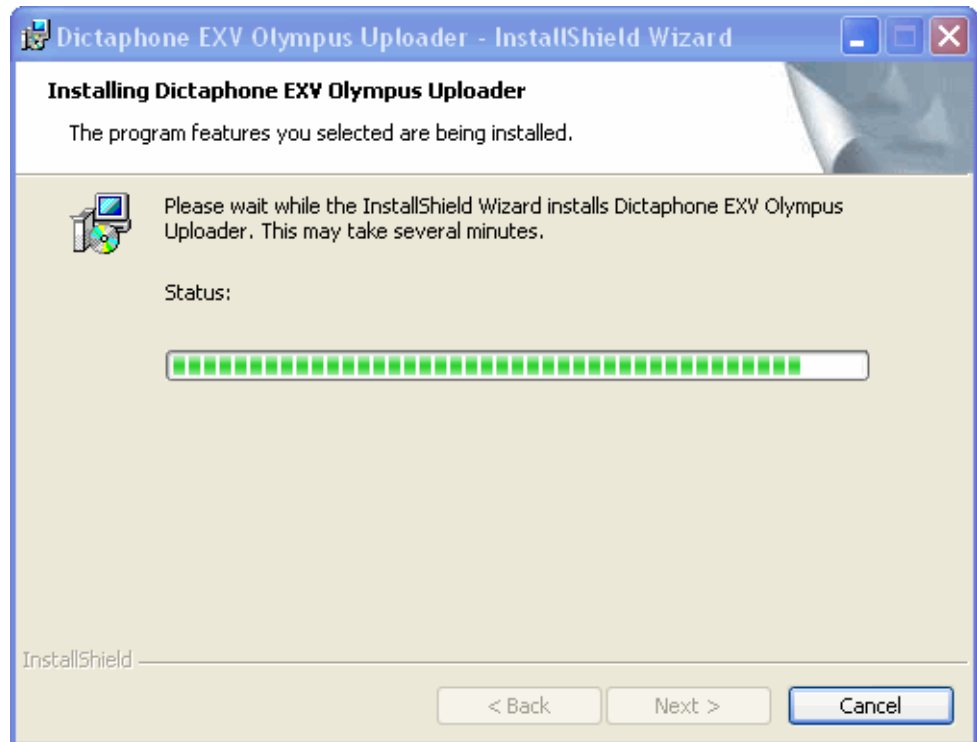 Dictaphone EXV Olympus Uploader - InstallShield Wizard
Installing Dictaphone EXV Olympus Uploader
The program features you selected are being installed.
Please wait while the InstallShield Wizard installs Dictaphone EXV Olympus
Uploader. This may take several minutes.
Status:
InstallShield
< Back Next > Cancel